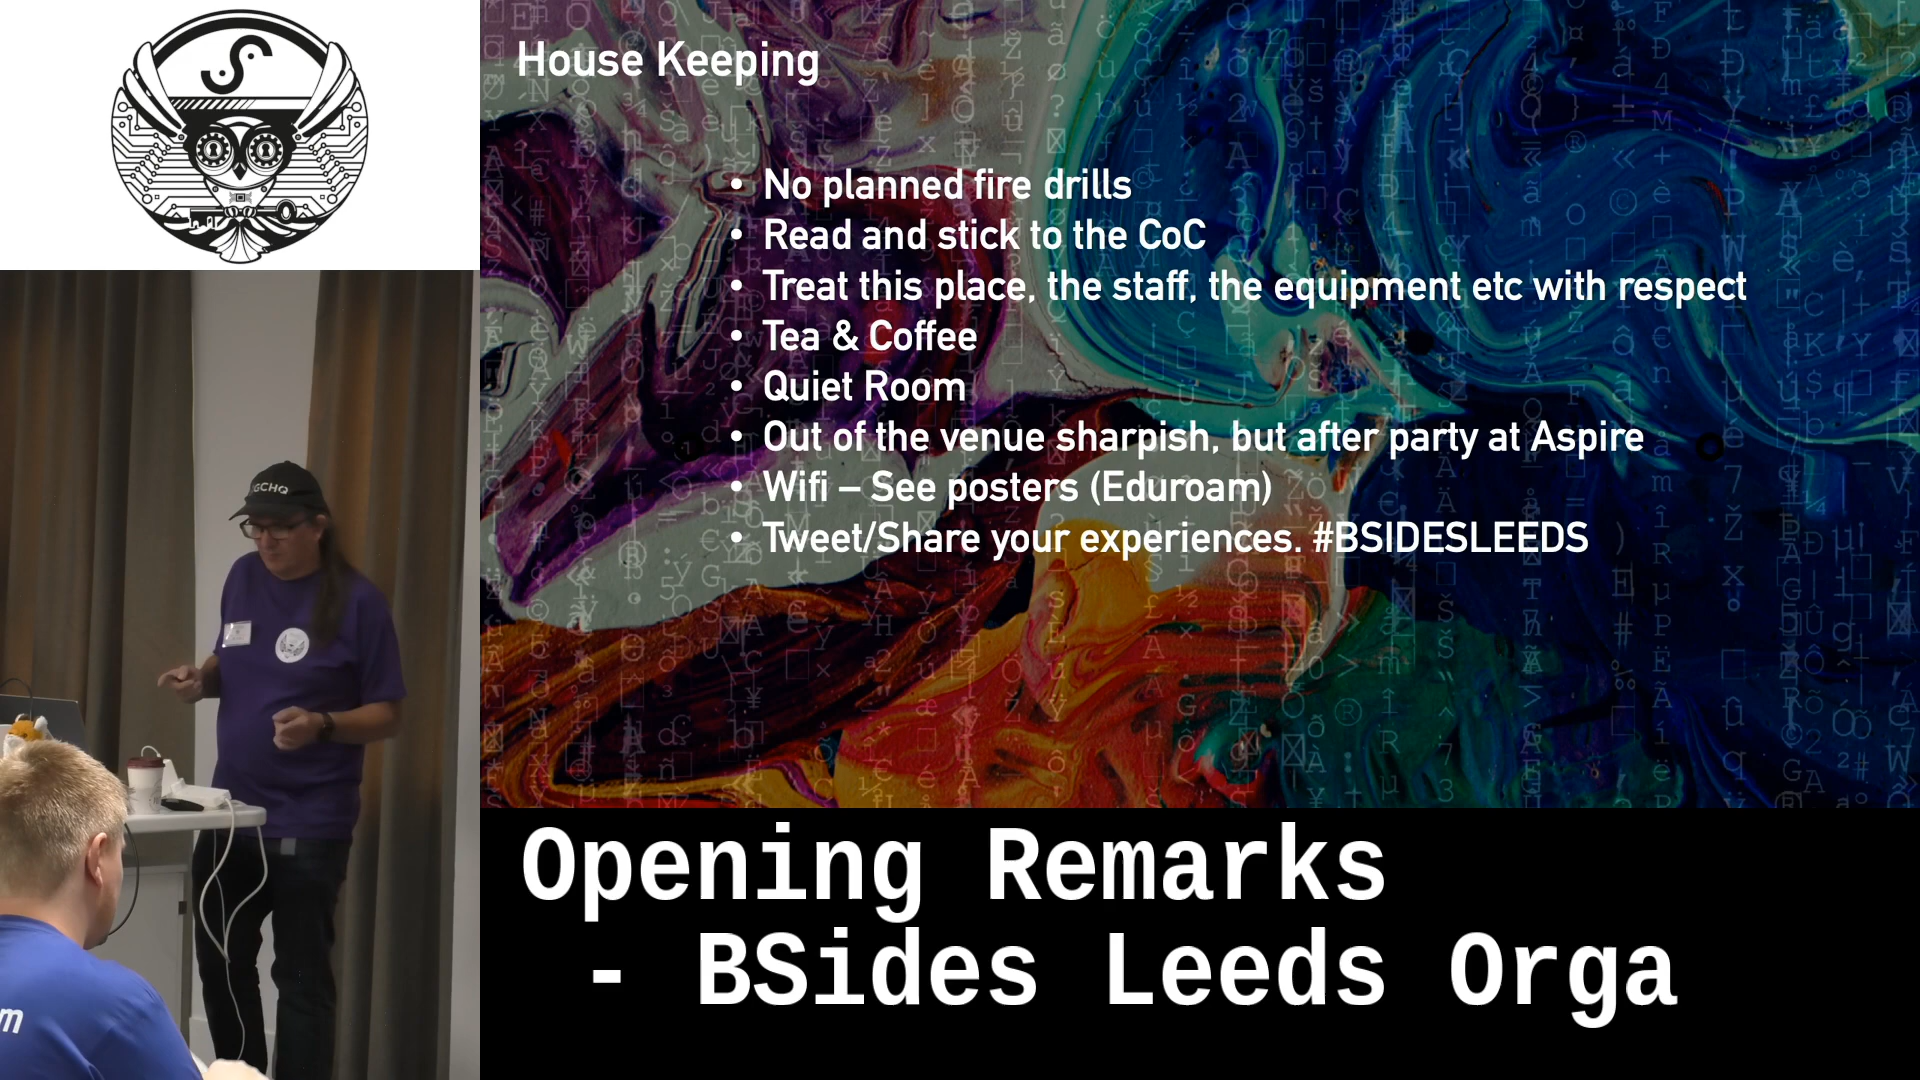 House Keeping
• No planned fire drills
• Read and stick to the CoC
• Treat this place, the staff, the equipment etc with respect
• Tea & Coffee
• Quiet Room
• Out of the venue sharpish, but after party at Aspire
• Wifi – See posters (Eduroam)
• Tweet/Share your experiences. #BSIDESLEEDS
GCHQ
m
Opening Remarks
- BSides Leeds Orga